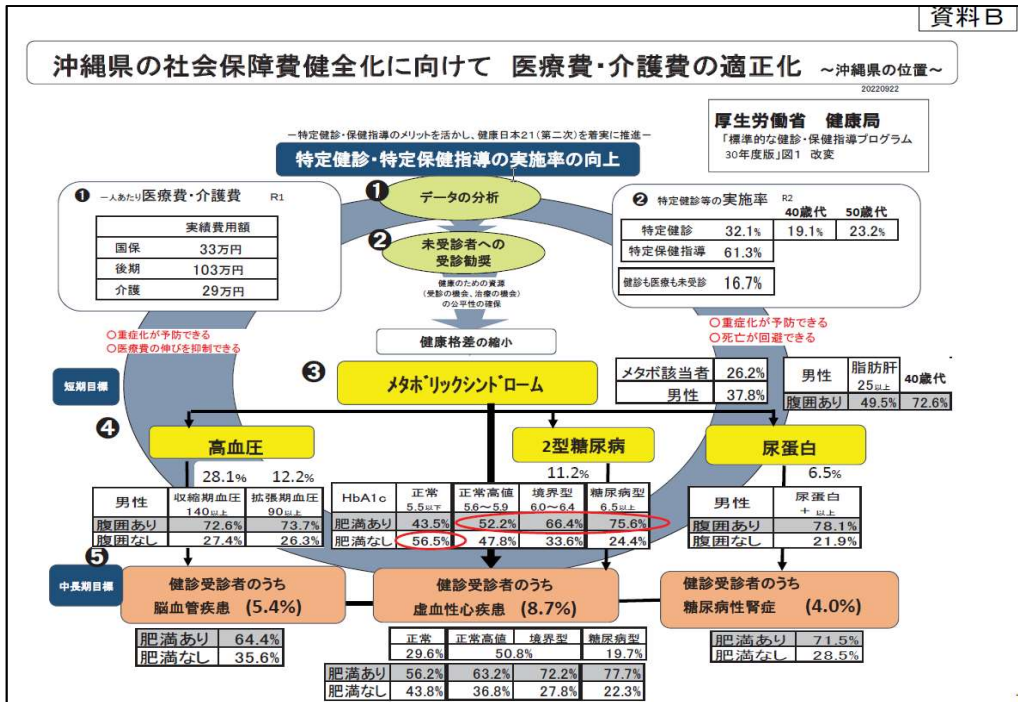 資料B
沖縄県の社会保障費健全化に向けて 医療費・介護費の適正化 ～沖縄県の位置～
20220922
厚生労働省 健康局
「標準的な健診・保健指導プログラム
30年度版」図1 改変
－特定健診・保健指導のメリットを活かし、健康日本21(第二次)を着実に推進－
特定健診・特定保健指導の実施率の向上
❶ 一人あたり医療費・介護費 R1
実績費用額
国保 33万円
後期 103万円
介護 29万円
❶ データの分析
❷ 未受診者への
受診勧奨
健康のための資源
(受診の機会、治療の機会)
の公平性の確保
健康格差の縮小
❷ 特定健診等の実施率 R2
40歳代 50歳代
特定健診 32.1% 19.1% 23.2%
特定保健指導 61.3%
健診も医療も未受診 16.7%
〇重症化が予防できる
〇医療費の伸びを抑制できる
〇重症化が予防できる
〇死亡が回避できる
短期目標
❸ メタボリックシンドローム
メタボ該当者 26.2%
男性 37.8%
男性 脂肪肝 25以上 40歳代
腹囲あり 49.5% 72.6%
❹
高血圧
28.1% 12.2%
男性 収縮期血圧 140以上 拡張期血圧 90以上
腹囲あり 72.6% 73.7%
腹囲なし 27.4% 26.3%
2型糖尿病
11.2%
HbA1c 正常 5.5以下 正常高値 5.6～5.9 境界型 6.0～6.4 糖尿病型 6.5以上
肥満あり 43.5% 52.2% 66.4% 75.6%
肥満なし 56.5% 47.8% 33.6% 24.4%
尿蛋白
6.5%
男性 尿蛋白 + 以上
腹囲あり 78.1%
腹囲なし 21.9%
❺
中長期目標
健診受診者のうち
脳血管疾患 (5.4%)
肥満あり 64.4%
肥満なし 35.6%
健診受診者のうち
虚血性心疾患 (8.7%)
正常 正常高値 境界型 糖尿病型
29.6% 50.8% 19.7%
肥満あり 56.2% 63.2% 72.2% 77.7%
肥満なし 43.8% 36.8% 27.8% 22.3%
健診受診者のうち
糖尿病性腎症 (4.0%)
肥満あり 71.5%
肥満なし 28.5%